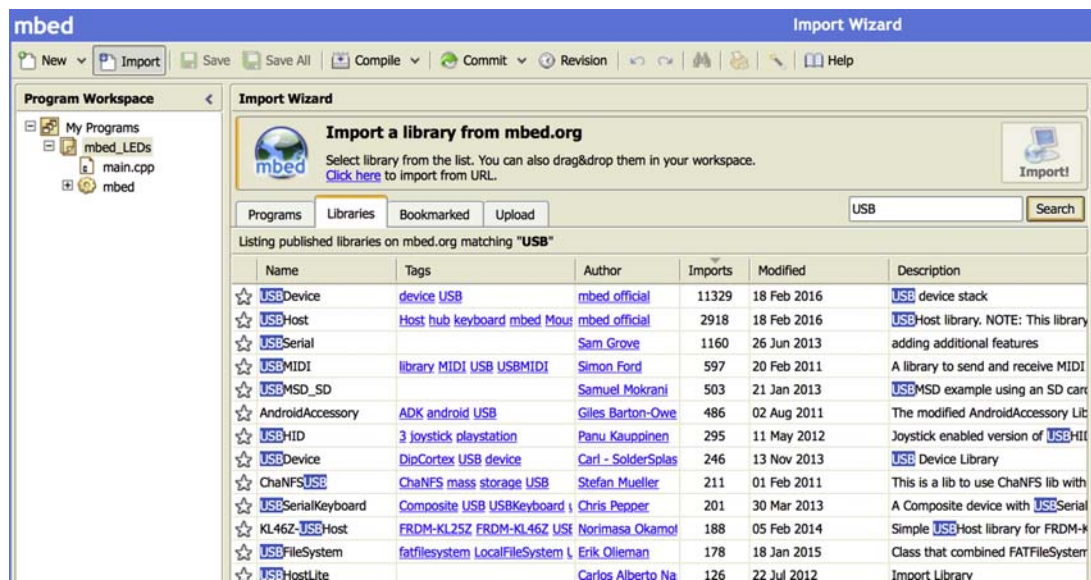 mbed Import Wizard
New Import Save Save All Compile Commit Revision Help
Program Workspace
My Programs
mbed_LEDs
main.cpp
mbed
Import Wizard
mbed
Import a library from mbed.org
Select library from the list. You can also drag&drop them in your workspace.
Click here to import from URL.
Import!
Programs Libraries Bookmarked Upload USB Search
Listing published libraries on mbed.org matching "USB"
Name Tags Author Imports Modified Description
USBDevice device USB mbed official 11329 18 Feb 2016 USB device stack
USBHost Host hub keyboard mbed Mous mbed official 2918 18 Feb 2016 USBHost library. NOTE: This library
USBSerial Sam Grove 1160 26 Jun 2013 adding additional features
USBMIDI library MIDI USB USBMIDI Simon Ford 597 20 Feb 2011 A library to send and receive MIDI
USBMSD_SD Samuel Mokrani 503 21 Jan 2013 USBMSD example using an SD card
AndroidAccessory ADK android USB Giles Barton-Owe 486 02 Aug 2011 The modified AndroidAccessory Lib
USBHID 3 joystick playstation Panu Kauppinen 295 11 May 2012 Joystick enabled version of USBHID
USBDevice DipCortex USB device Carl - SolderSplas 246 13 Nov 2013 USB Device Library
ChaNFSUSB ChaNFS mass storage USB Stefan Mueller 211 01 Feb 2011 This is a lib to use ChaNFS lib with
USBSerialKeyboard Composite USB USBKeyboard Chris Pepper 201 30 Mar 2013 A Composite device with USBSerial
KL46Z-USBHost FRDM-KL25Z FRDM-KL46Z USB Norimasa Okamot 188 05 Feb 2014 Simple USBHost library for FRDM-K
USBFileSystem fatfilesystem LocalFileSystem Erik Olieman 178 18 Jan 2015 Class that combined FATFileSystem
USBHostLite Carlos Alberto Na 126 22 Jul 2012 Import Library